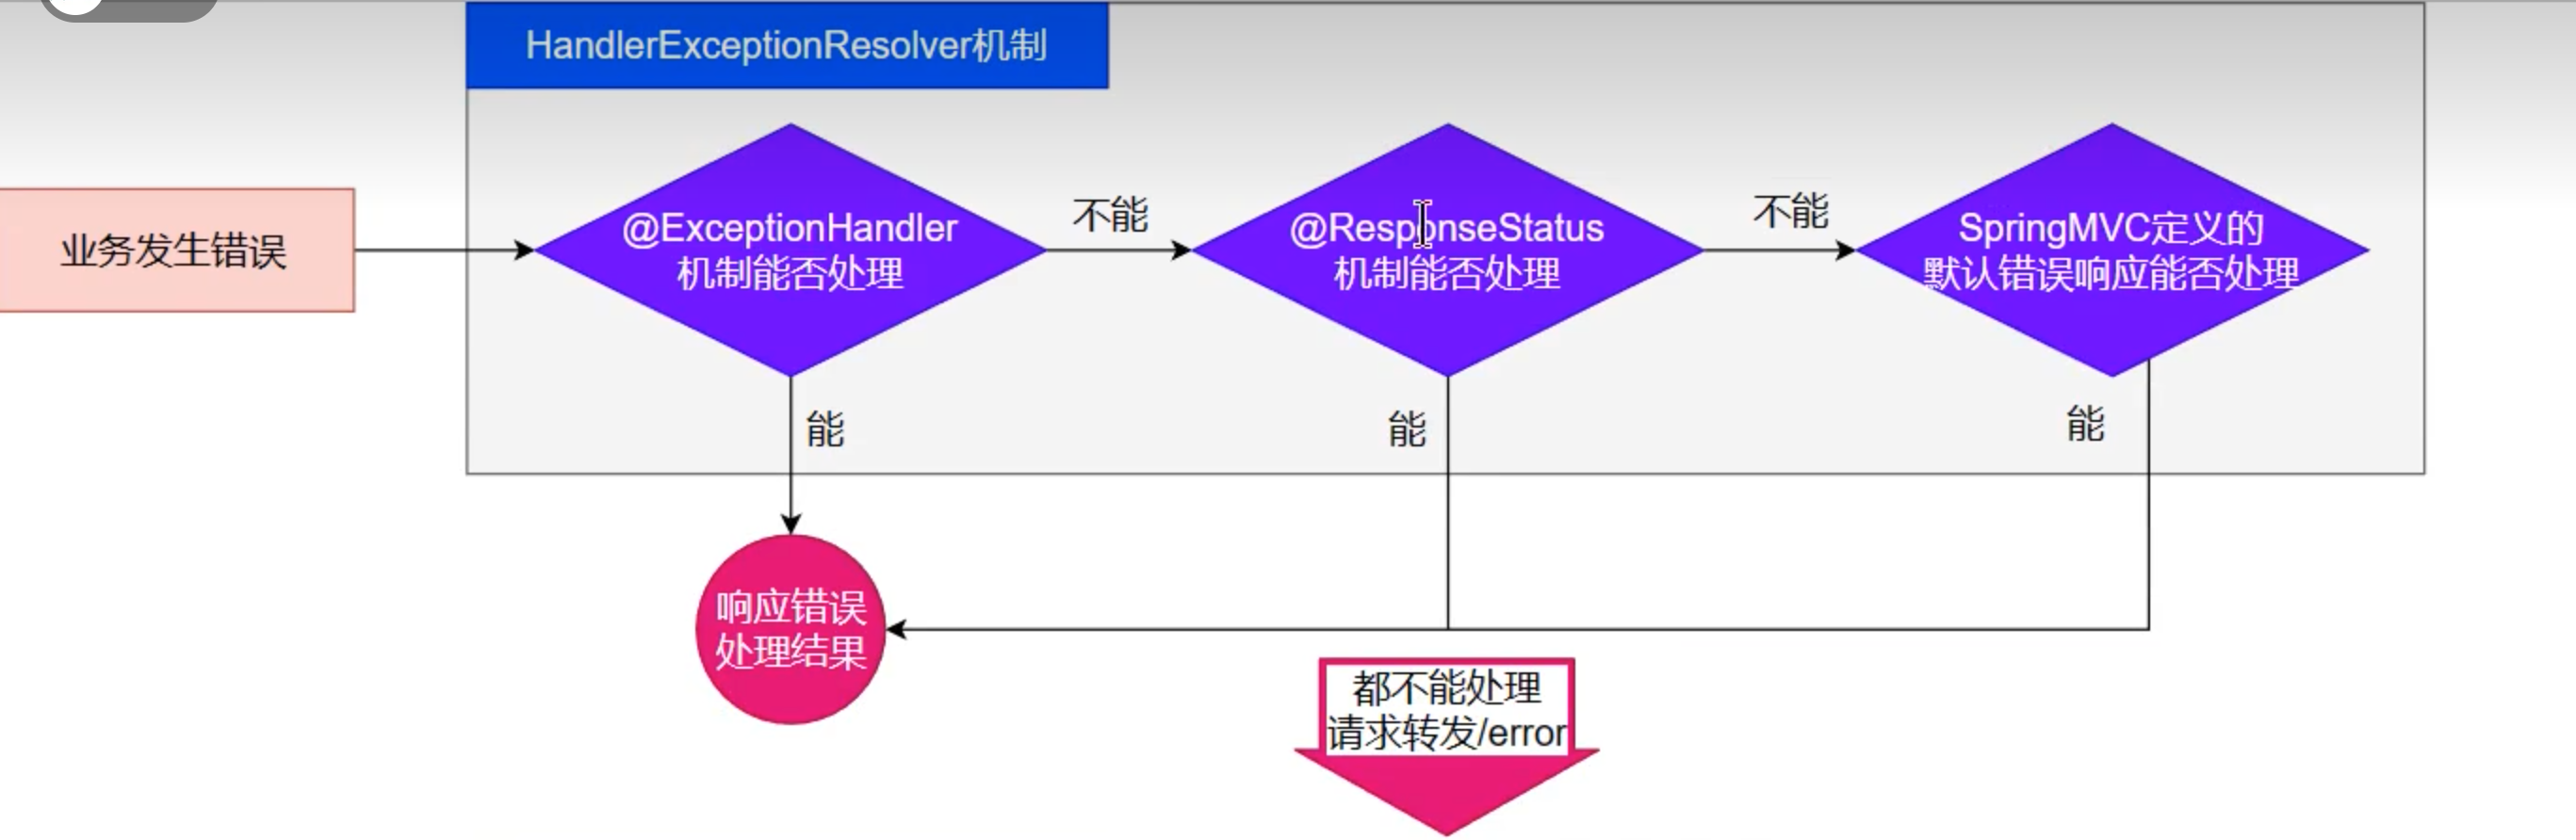 HandlerExceptionResolver机制
业务发生错误
@ExceptionHandler
机制能否处理
不能
@ResponseStatus
机制能否处理
不能
SpringMVC定义的
默认错误响应能否处理
能
能
能
响应错误
处理结果
都不能处理
请求转发/error